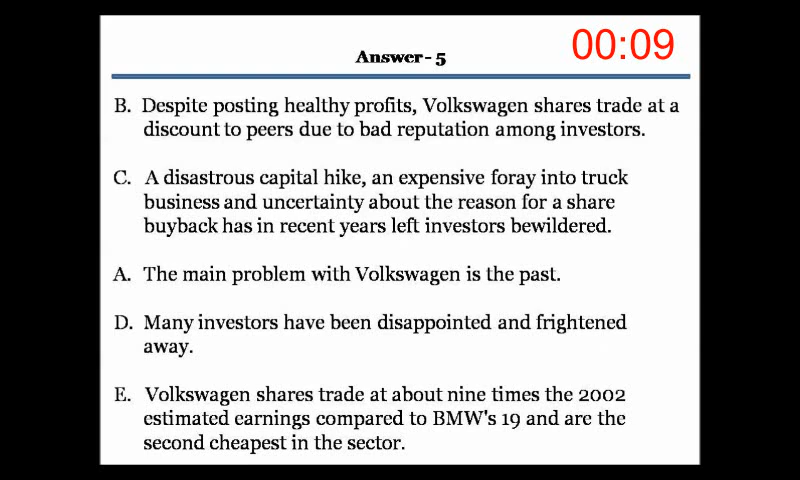 00:09
Answer - 5
B. Despite posting healthy profits, Volkswagen shares trade at a
discount to peers due to bad reputation among investors.
C. A disastrous capital hike, an expensive foray into truck
business and uncertainty about the reason for a share
buyback has in recent years left investors bewildered.
A. The main problem with Volkswagen is the past.
D. Many investors have been disappointed and frightened
away.
E. Volkswagen shares trade at about nine times the 2002
estimated earnings compared to BMW's 19 and are the
second cheapest in the sector.